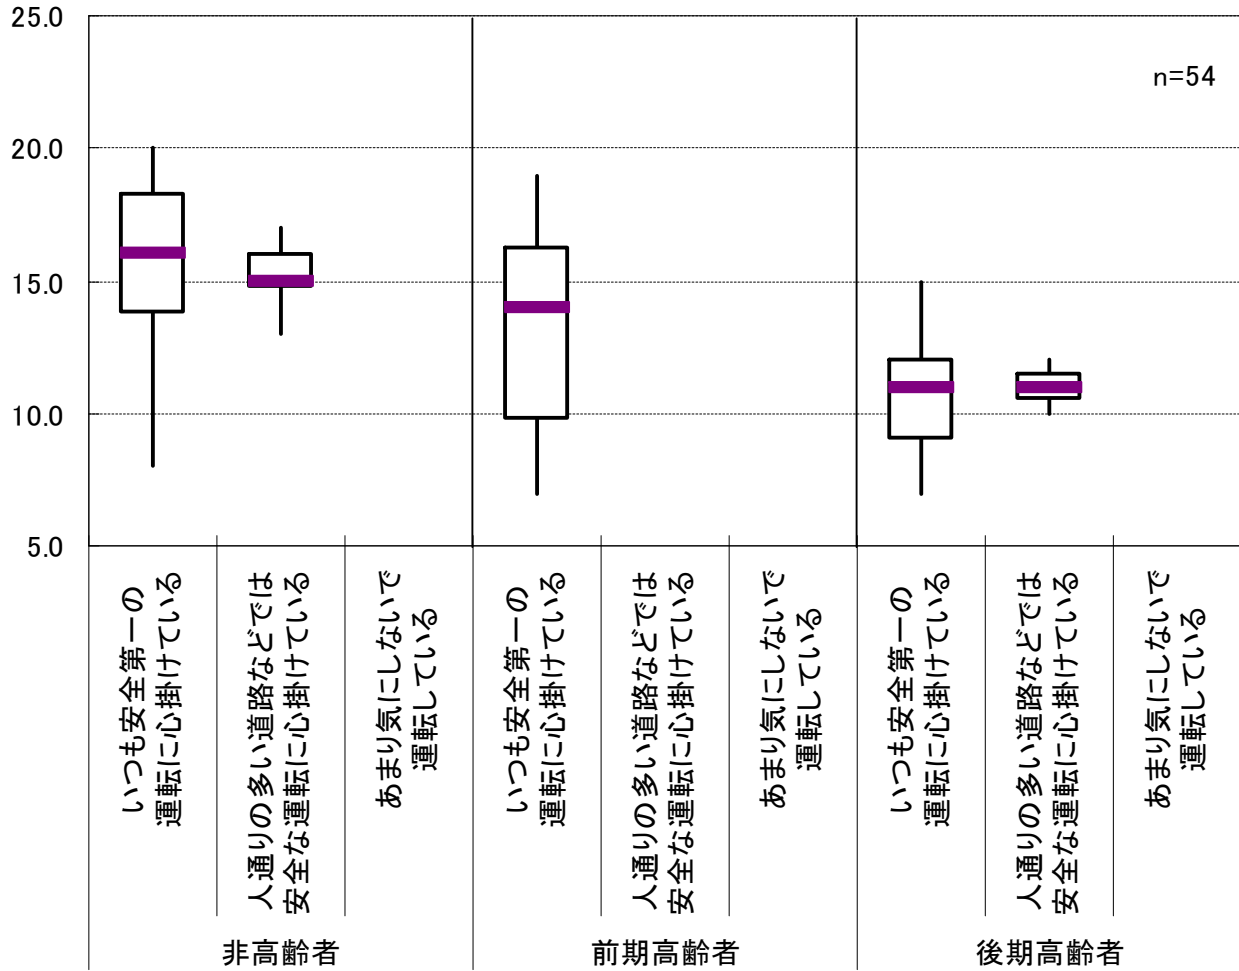 25.0
n=54
20.0
15.0
10.0
5.0
いつも安全第一の
運転に心掛けている
人通りの多い道路などでは
安全な運転に心掛けている
あまり気にしないで
運転している
いつも安全第一の
運転に心掛けている
人通りの多い道路などでは
安全な運転に心掛けている
あまり気にしないで
運転している
いつも安全第一の
運転に心掛けている
人通りの多い道路などでは
安全な運転に心掛けている
あまり気にしないで
運転している
非高齢者
前期高齢者
後期高齢者